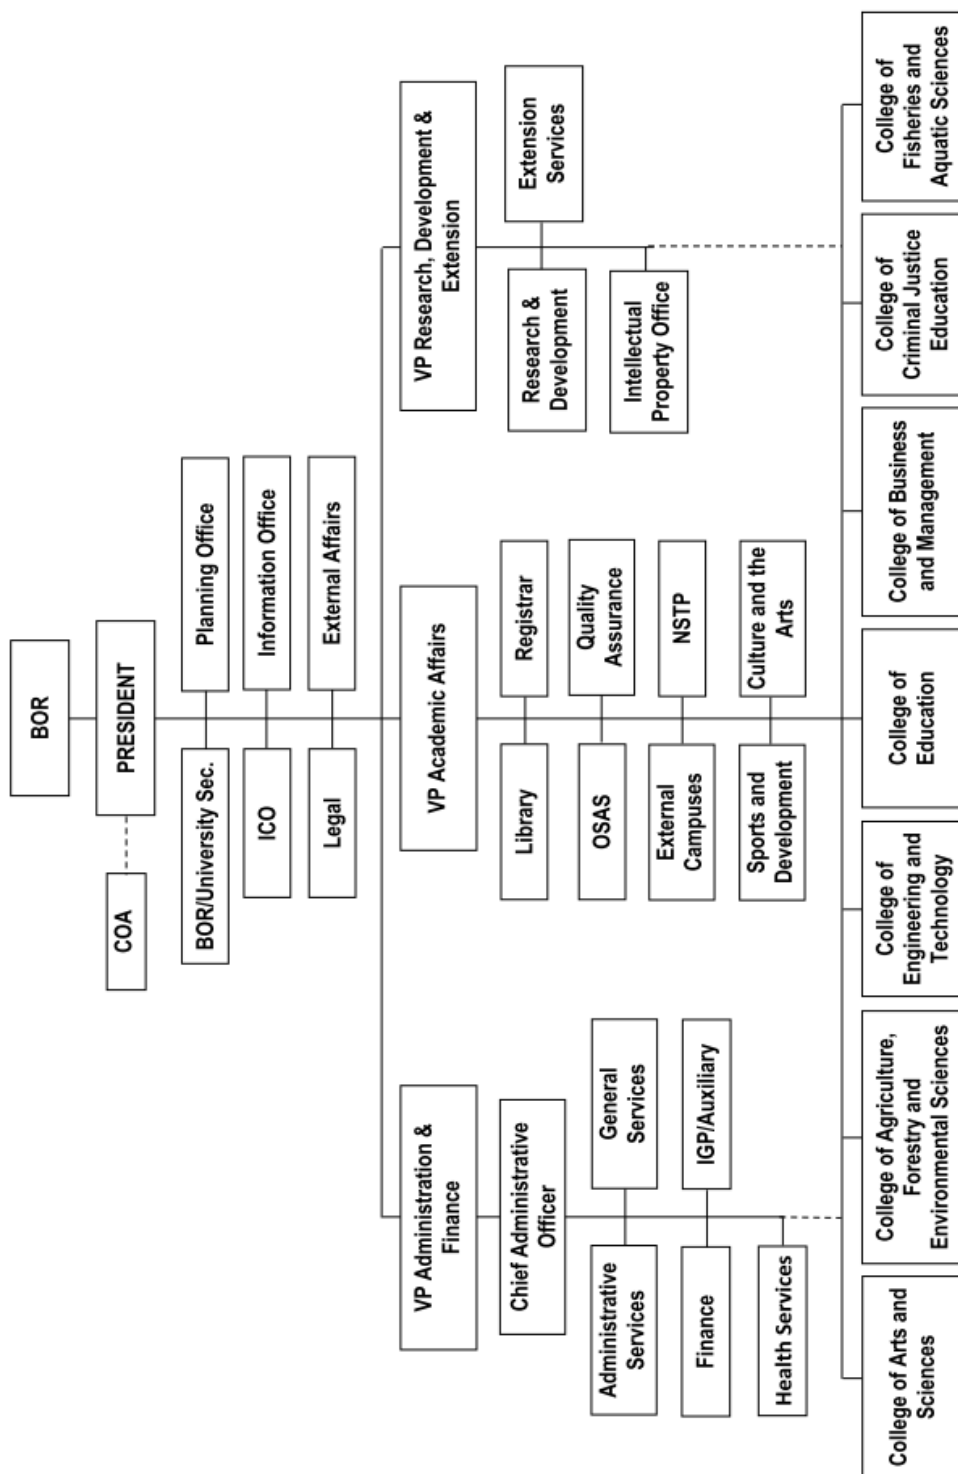 BOR
COA
PRESIDENT
BOR/University Sec.
Planning Office
ICO
Information Office
Legal
External Affairs
VP Administration &
Finance
VP Academic Affairs
VP Research, Development &
Extension
Chief Administrative
Officer
Administrative
Services
General
Services
Finance
IGP/Auxiliary
Health Services
Library
Registrar
OSAS
Quality
Assurance
External
Campuses
NSTP
Sports and
Development
Culture and the
Arts
Research &
Development
Extension
Services
Intellectual
Property Office
College of Arts and
Sciences
College of Agriculture,
Forestry and
Environmental Sciences
College of
Engineering and
Technology
College of
Education
College of Business
and Management
College of
Criminal Justice
Education
College of
Fisheries and
Aquatic Sciences